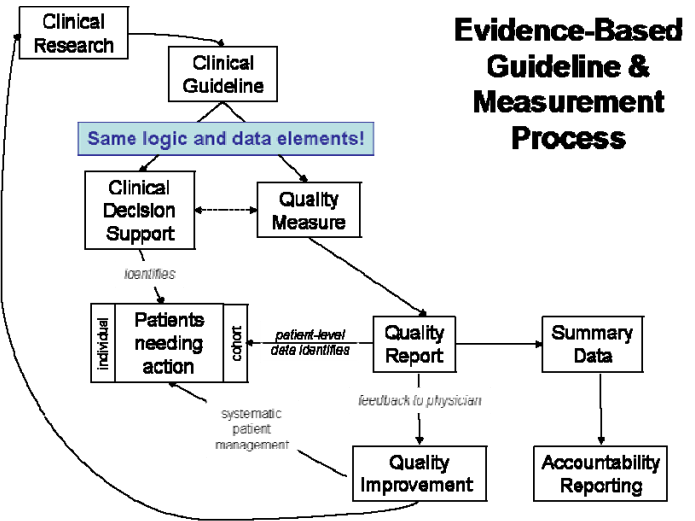 Evidence-Based
Guideline &
Measurement
Process
Clinical
Research
Clinical
Guideline
Same logic and data elements!
Clinical
Decision
Support
Quality
Measure
identifies
individual
Patients
needing
action
cohort
patient-level
data identifies
Quality
Report
Summary
Data
feedback to physician
systematic
patient
management
Quality
Improvement
Accountability
Reporting